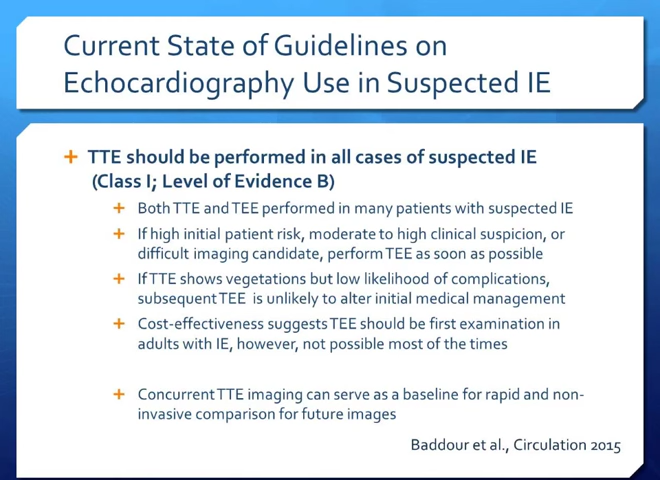 Current State of Guidelines on
Echocardiography Use in Suspected IE
+ TTE should be performed in all cases of suspected IE
(Class I; Level of Evidence B)
+ Both TTE and TEE performed in many patients with suspected IE
+ If high initial patient risk, moderate to high clinical suspicion, or
difficult imaging candidate, perform TEE as soon as possible
+ If TTE shows vegetations but low likelihood of complications,
subsequent TEE is unlikely to alter initial medical management
+ Cost-effectiveness suggests TEE should be first examination in
adults with IE, however, not possible most of the times
+ Concurrent TTE imaging can serve as a baseline for rapid and non-
invasive comparison for future images
Baddour et al., Circulation 2015